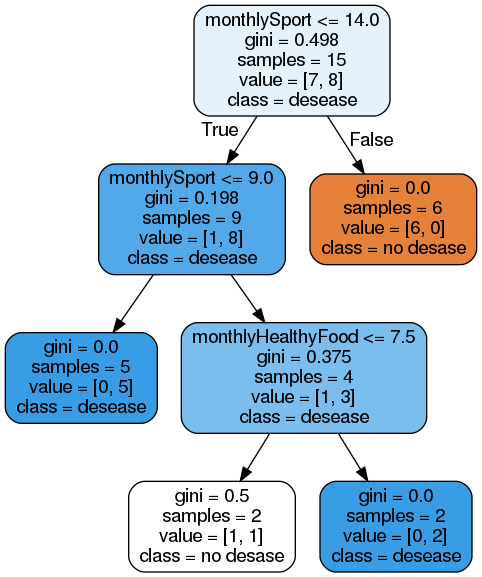 monthlySport <= 14.0
gini = 0.498
samples = 15
value = [7, 8]
class = desease
True
False
monthlySport <= 9.0
gini = 0.198
samples = 9
value = [1, 8]
class = desease
gini = 0.0
samples = 6
value = [6, 0]
class = no desase
gini = 0.0
samples = 5
value = [0, 5]
class = desease
monthlyHealthyFood <= 7.5
gini = 0.375
samples = 4
value = [1, 3]
class = desease
gini = 0.5
samples = 2
value = [1, 1]
class = no desase
gini = 0.0
samples = 2
value = [0, 2]
class = desease